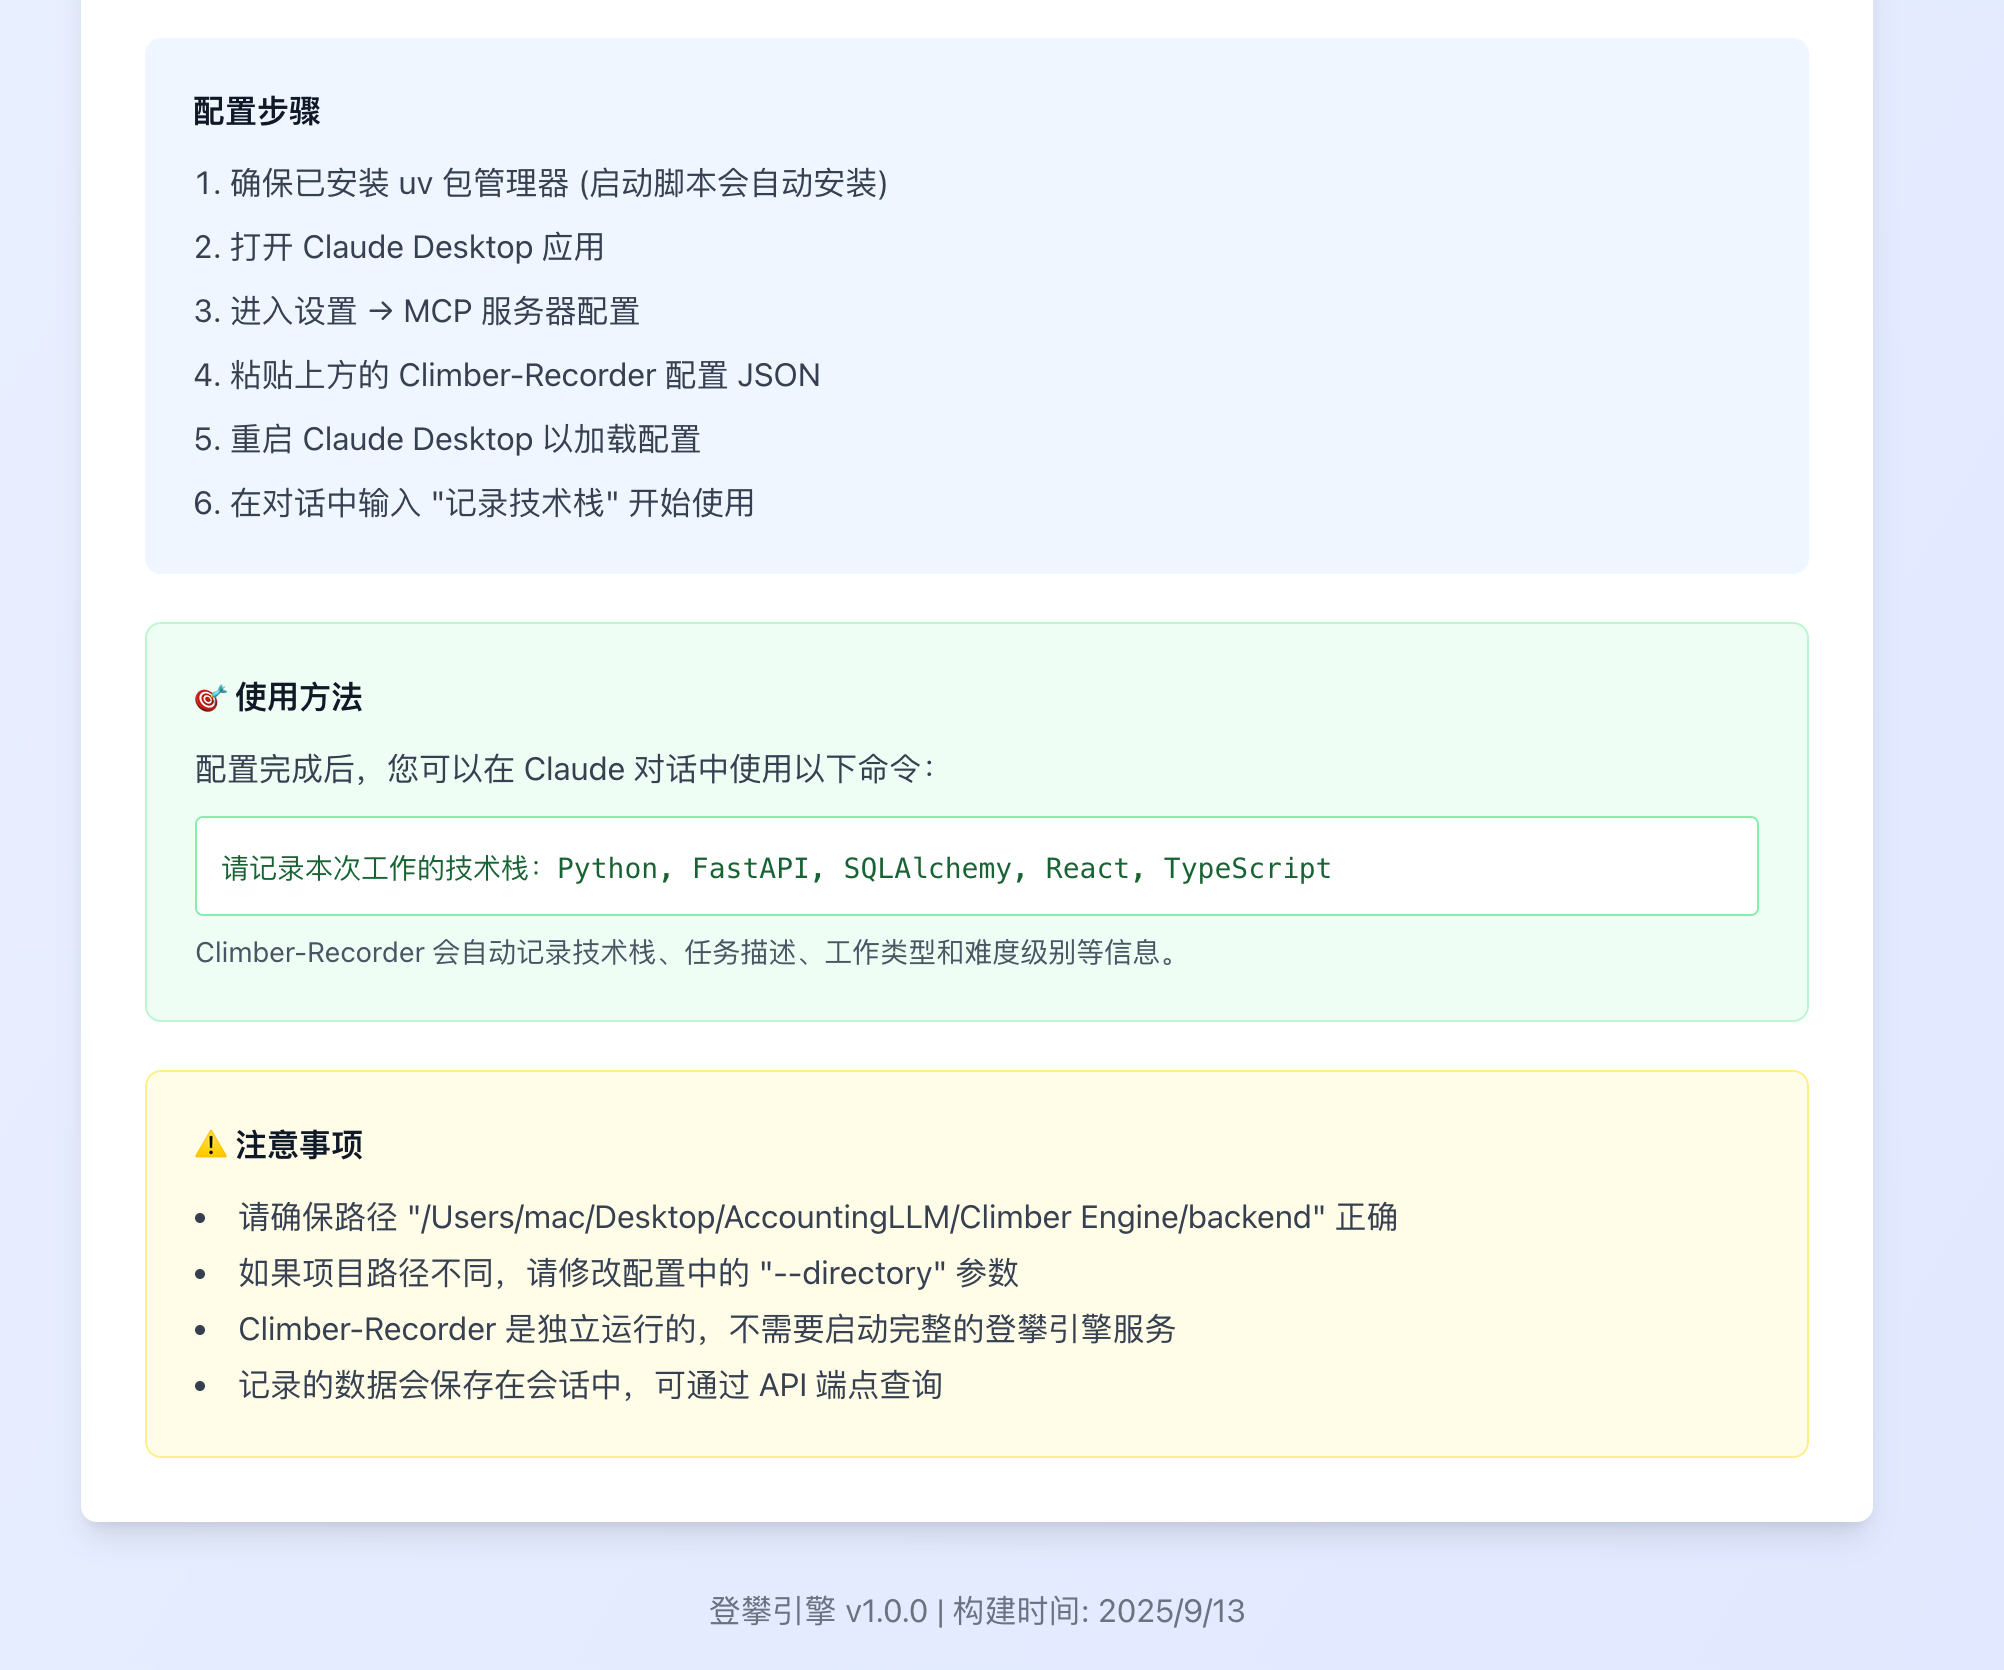 配置步骤
1. 确保已安装 uv 包管理器 (启动脚本会自动安装)
2. 打开 Claude Desktop 应用
3. 进入设置 → MCP 服务器配置
4. 粘贴上方的 Climber-Recorder 配置 JSON
5. 重启 Claude Desktop 以加载配置
6. 在对话中输入 "记录技术栈" 开始使用
🎯 使用方法
配置完成后，您可以在 Claude 对话中使用以下命令：
请记录本次工作的技术栈：Python, FastAPI, SQLAlchemy, React, TypeScript
Climber-Recorder 会自动记录技术栈、任务描述、工作类型和难度级别等信息。
⚠️ 注意事项
• 请确保路径 "/Users/mac/Desktop/AccountingLLM/Climber Engine/backend" 正确
• 如果项目路径不同，请修改配置中的 "--directory" 参数
• Climber-Recorder 是独立运行的，不需要启动完整的登攀引擎服务
• 记录的数据会保存在会话中，可通过 API 端点查询
登攀引擎 v1.0.0 | 构建时间: 2025/9/13